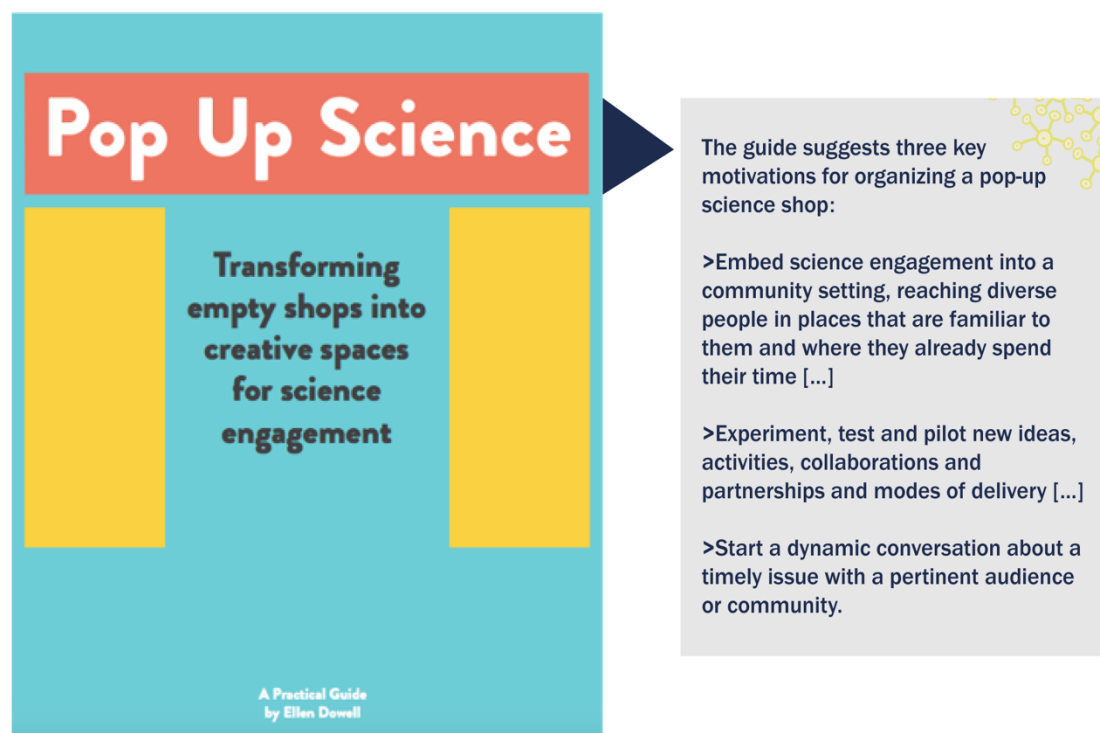 Pop Up Science
Transforming
empty shops into
creative spaces
for science
engagement
A Practical Guide
by Ellen Dowell
The guide suggests three key
motivations for organizing a pop-up
science shop:
>Embed science engagement into a
community setting, reaching diverse
people in places that are familiar to
them and where they already spend
their time [...]
>Experiment, test and pilot new ideas,
activities, collaborations and
partnerships and modes of delivery [...]
>Start a dynamic conversation about a
timely issue with a pertinent audience
or community.